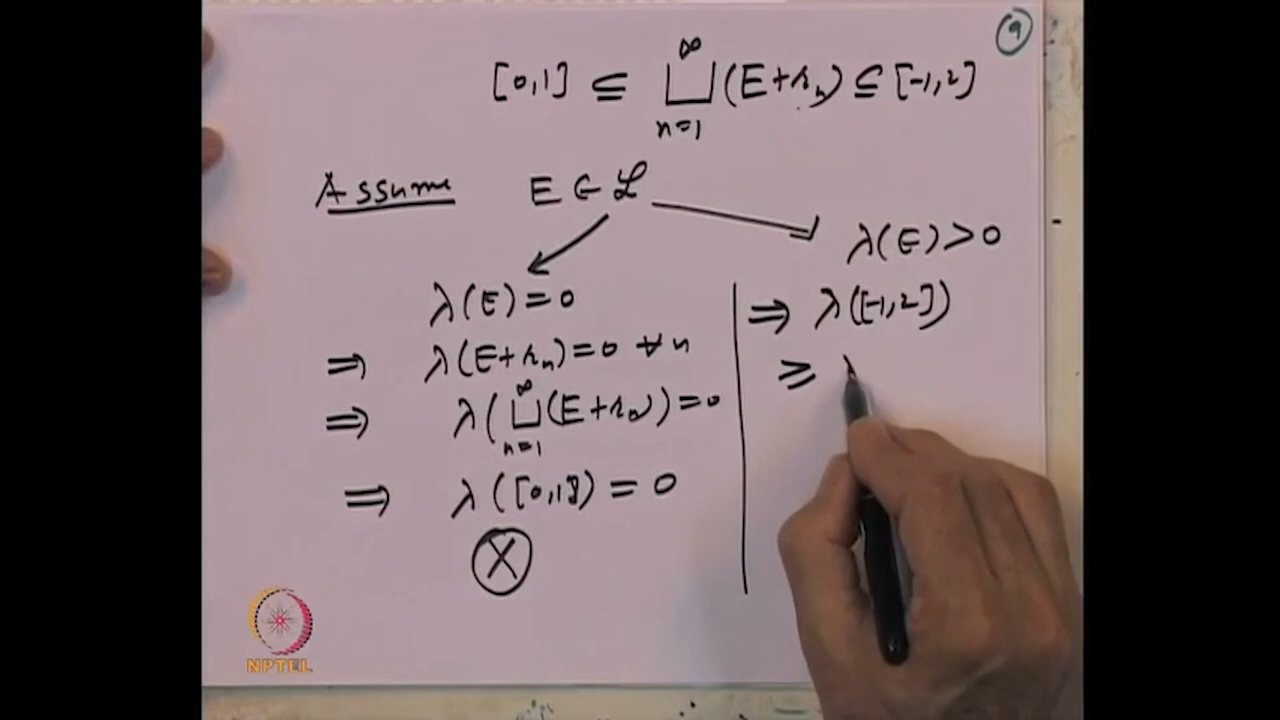 9
[0,1] ⊆ ⊔_{n=1}^{∞} (E+r_n) ⊆ [-1,2]
Assume E ∈ ℒ
λ(E) > 0
λ(E) = 0
⇒ λ([-1,2])
⇒ λ(E+r_n) = 0 ∀ n
≥ λ
⇒ λ(⊔_{n=1}^{∞} (E+r_n)) = 0
⇒ λ([0,1]) = 0
X
NPTEL